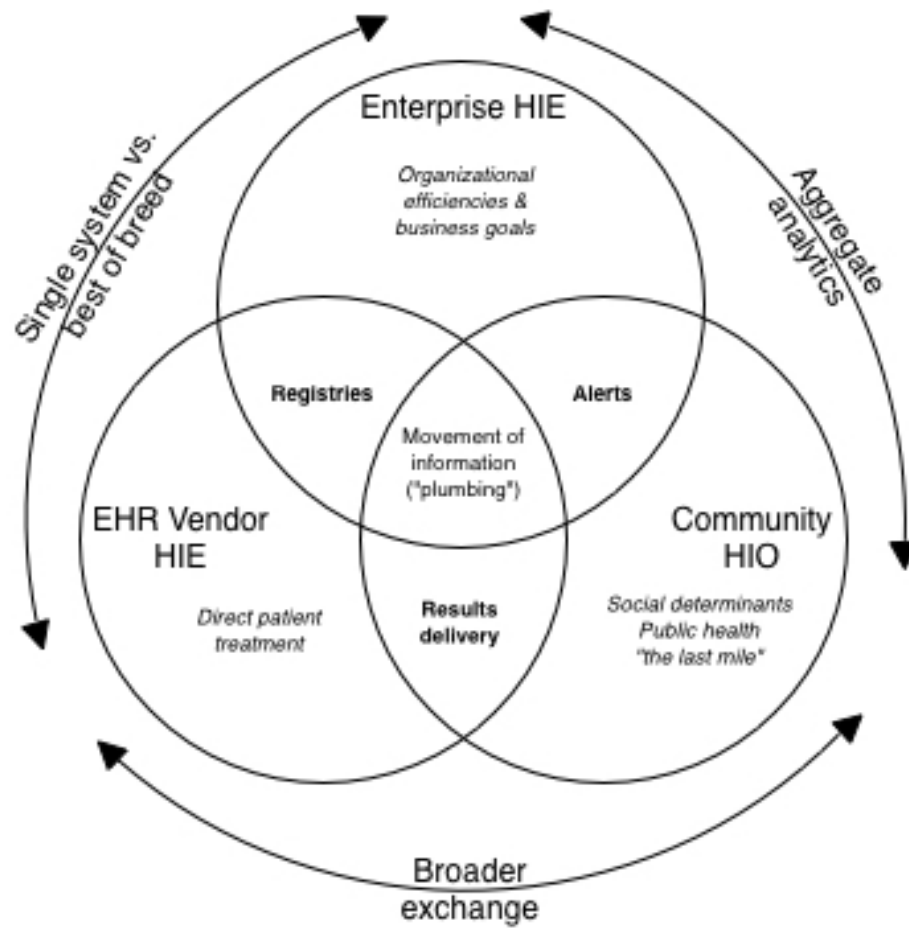 Enterprise HIE
Organizational
efficiencies &
business goals
Single system vs.
best of breed
Aggregate
analytics
Registries
Alerts
Movement of
information
("plumbing")
EHR Vendor
HIE
Community
HIO
Direct patient
treatment
Results
delivery
Social determinants
Public health
"the last mile"
Broader
exchange